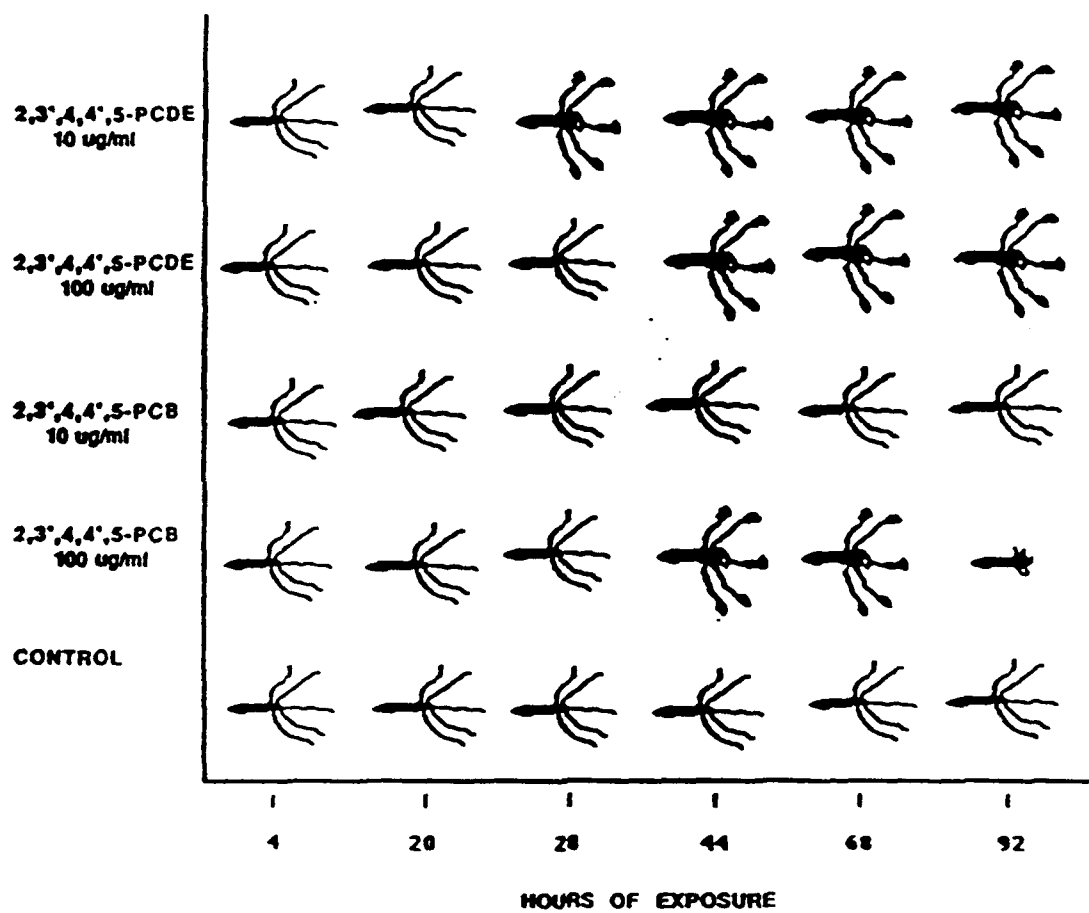 2,3',4,4',5-PCDE
10 ug/ml
2,3',4,4',5-PCDE
100 ug/ml
2,3',4,4',5-PCB
10 ug/ml
2,3',4,4',5-PCB
100 ug/ml
CONTROL
4 20 28 44 68 92
HOURS OF EXPOSURE